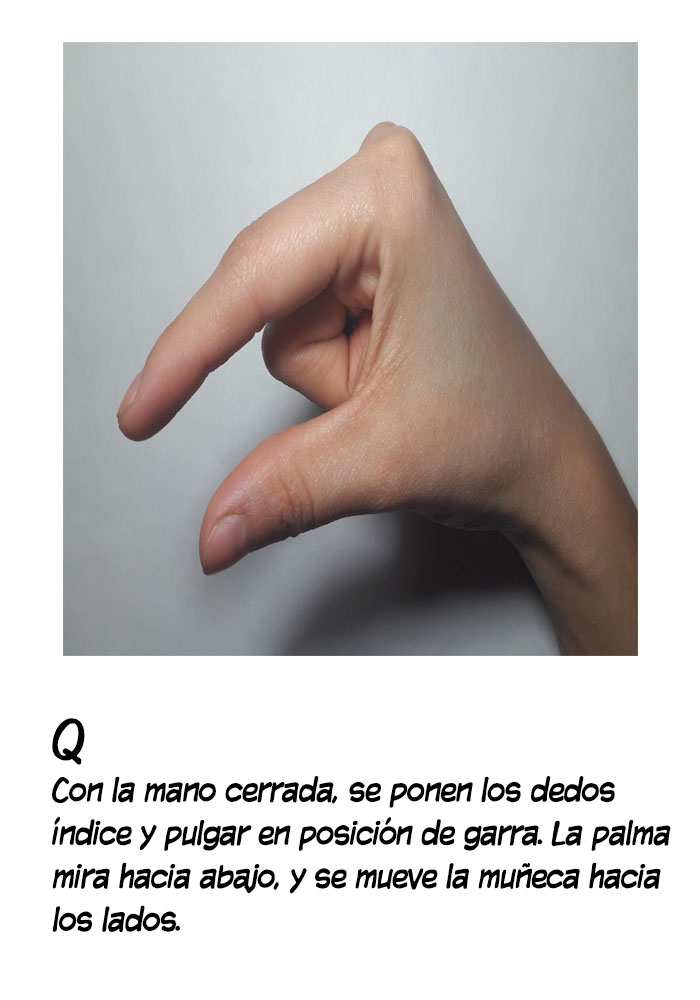 Q
Con la mano cerrada, se ponen los dedos
índice y pulgar en posición de garra. La palma
mira hacia abajo, y se mueve la muñeca hacia
los lados.